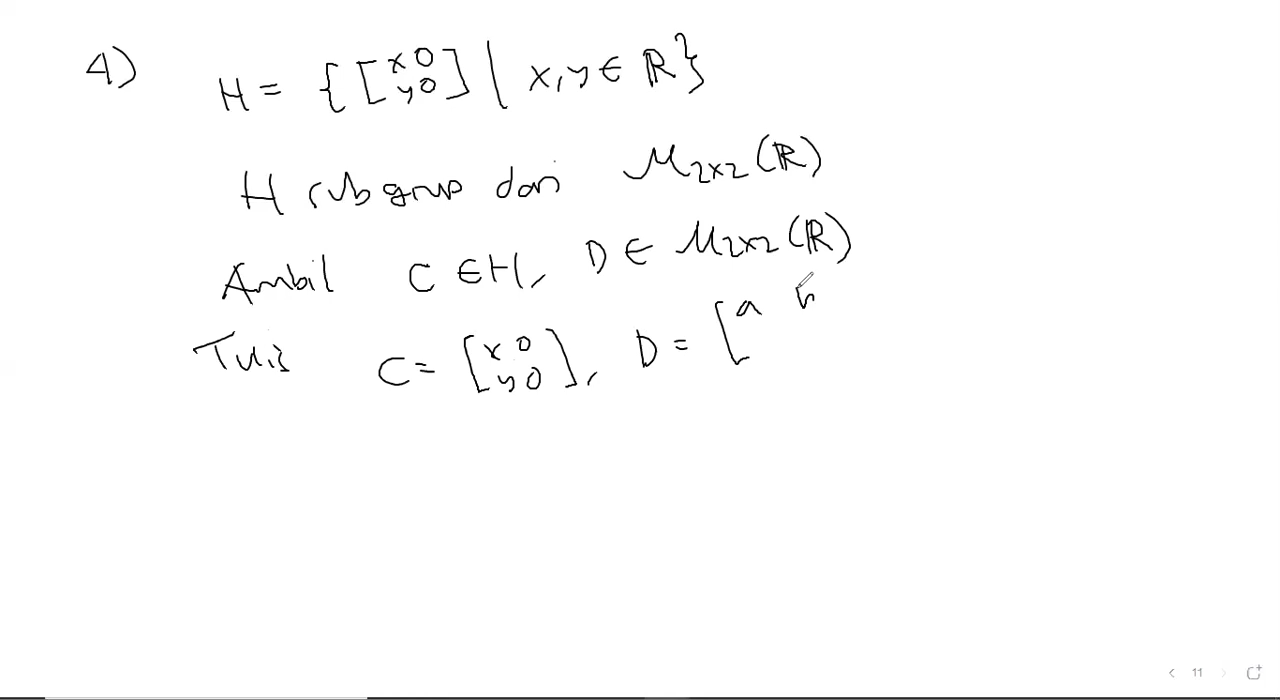 4) H = { [x 0 y 0] | x, y ∈ ℝ }
H subgrup dari M2x2(ℝ)
Ambil C ∈ H, D ∈ M2x2(ℝ)
Tulis C = [x 0 y 0], D = [a b
11